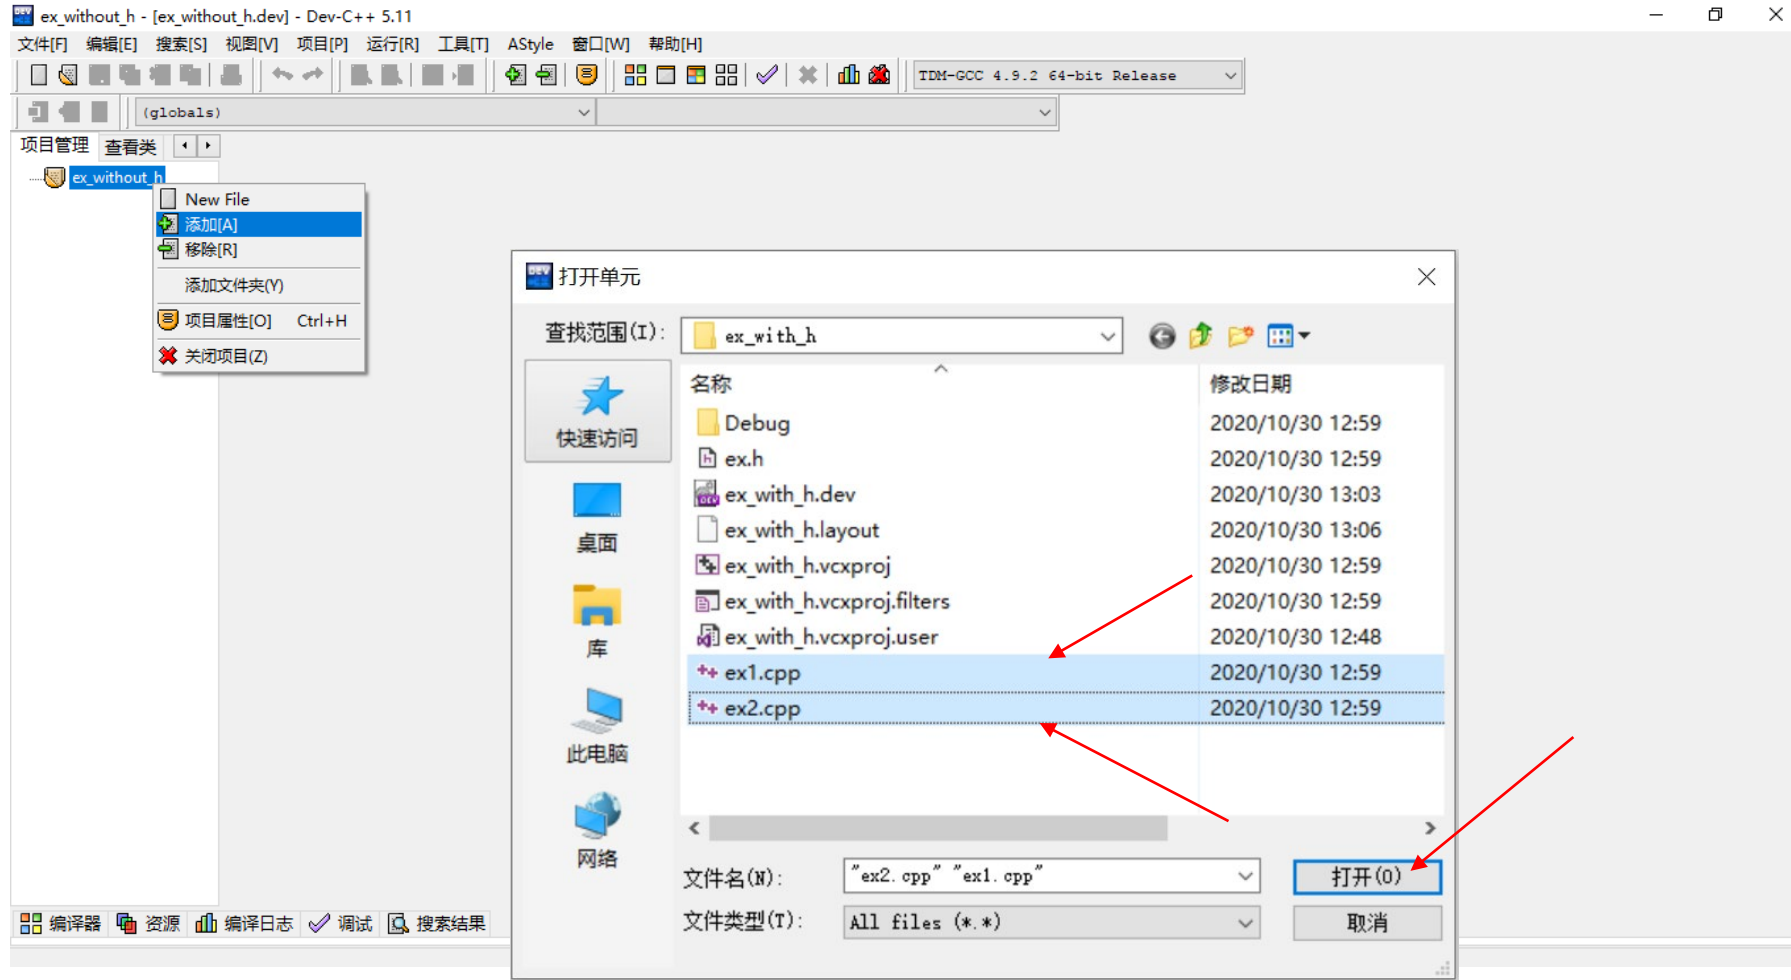 ex_without_h - [ex_without_h.dev] - Dev-C++ 5.11
文件[F] 编辑[E] 搜索[S] 视图[V] 项目[P] 运行[R] 工具[T] AStyle 窗口[W] 帮助[H]
TDM-GCC 4.9.2 64-bit Release
(globals)
项目管理 查看类
ex_without_h
New File
添加[A]
移除[R]
添加文件夹(Y)
项目属性[O] Ctrl+H
关闭项目(Z)
打开单元
查找范围(I): ex_with_h
快速访问
桌面
库
此电脑
网络
名称 修改日期
Debug 2020/10/30 12:59
ex.h 2020/10/30 12:59
ex_with_h.dev 2020/10/30 13:03
ex_with_h.layout 2020/10/30 13:06
ex_with_h.vcxproj 2020/10/30 12:59
ex_with_h.vcxproj.filters 2020/10/30 12:59
ex_with_h.vcxproj.user 2020/10/30 12:48
ex1.cpp 2020/10/30 12:59
ex2.cpp 2020/10/30 12:59
文件名(N): "ex2.cpp" "ex1.cpp" 打开(O)
文件类型(T): All files (*.*) 取消
编译器 资源 编译日志 调试 搜索结果